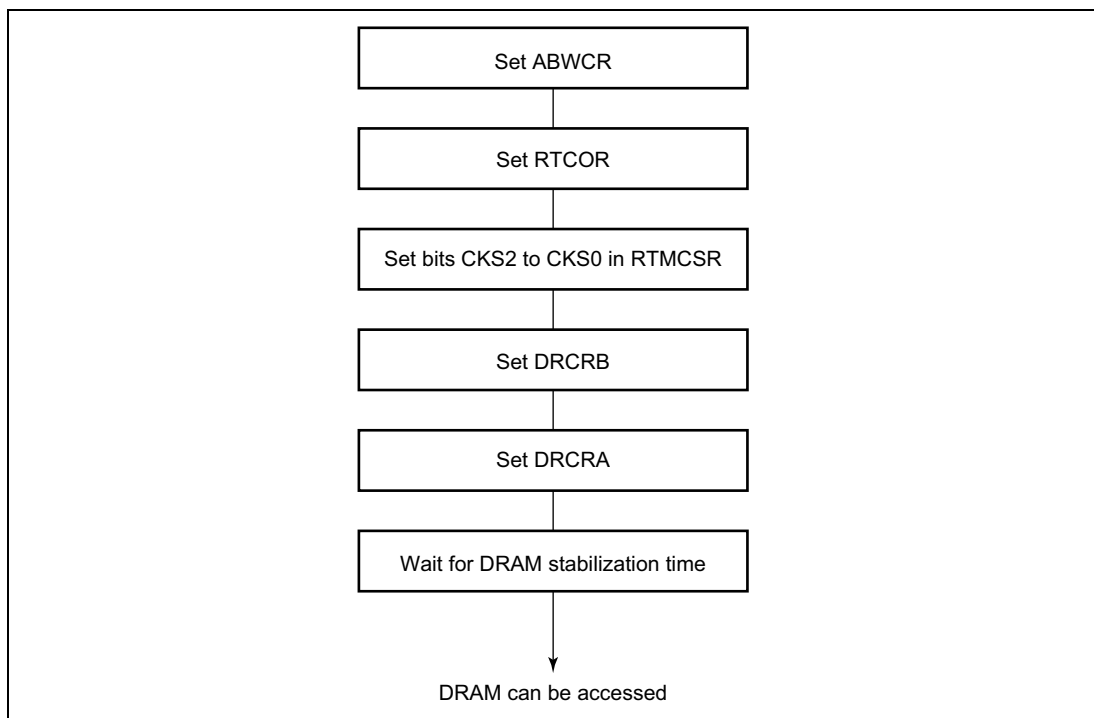 Set ABWCR
Set RTCOR
Set bits CKS2 to CKS0 in RTMCSR
Set DRCRB
Set DRCRA
Wait for DRAM stabilization time
DRAM can be accessed